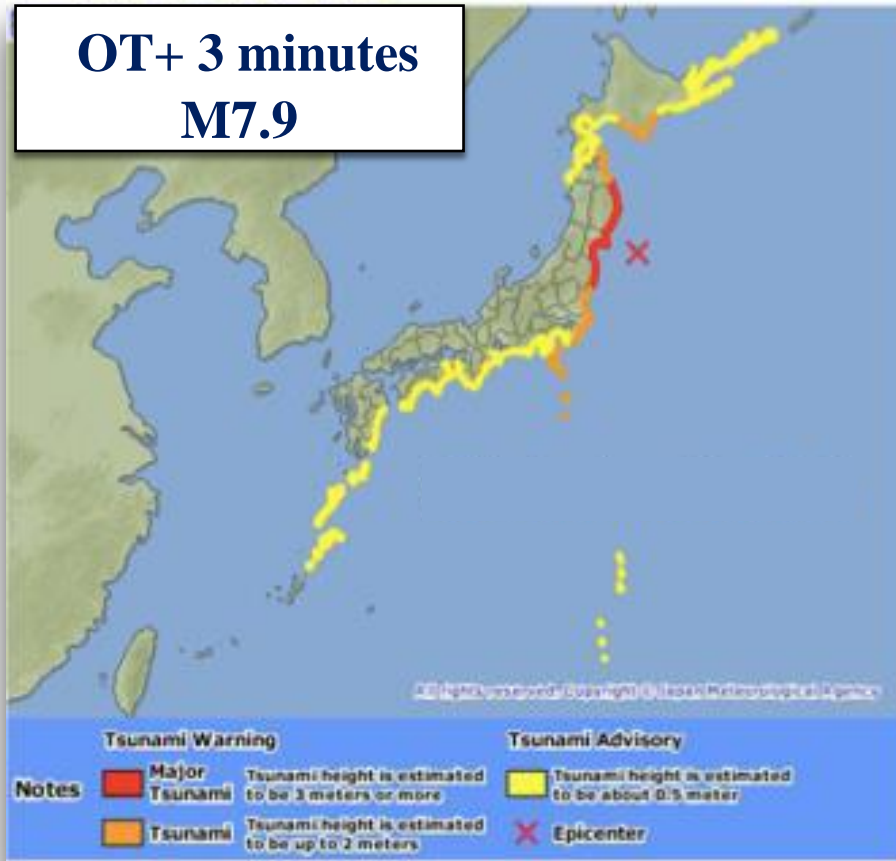 OT+ 3 minutes
M7.9
All rights reserved. Copyright © Japan Meteorological Agency
Tsunami Warning
Tsunami Advisory
Notes
Major
Tsunami
Tsunami height is estimated
to be 3 meters or more
Tsunami height is estimated
to be about 0.5 meter
Tsunami
Tsunami height is estimated
to be up to 2 meters
Epicenter